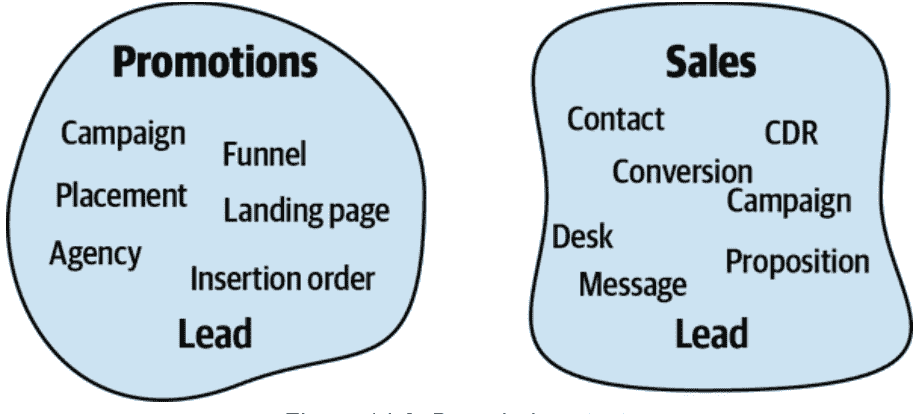 Promotions
Campaign
Funnel
Placement
Landing page
Agency
Insertion order
Lead
Sales
Contact
CDR
Conversion
Campaign
Desk
Proposition
Message
Lead